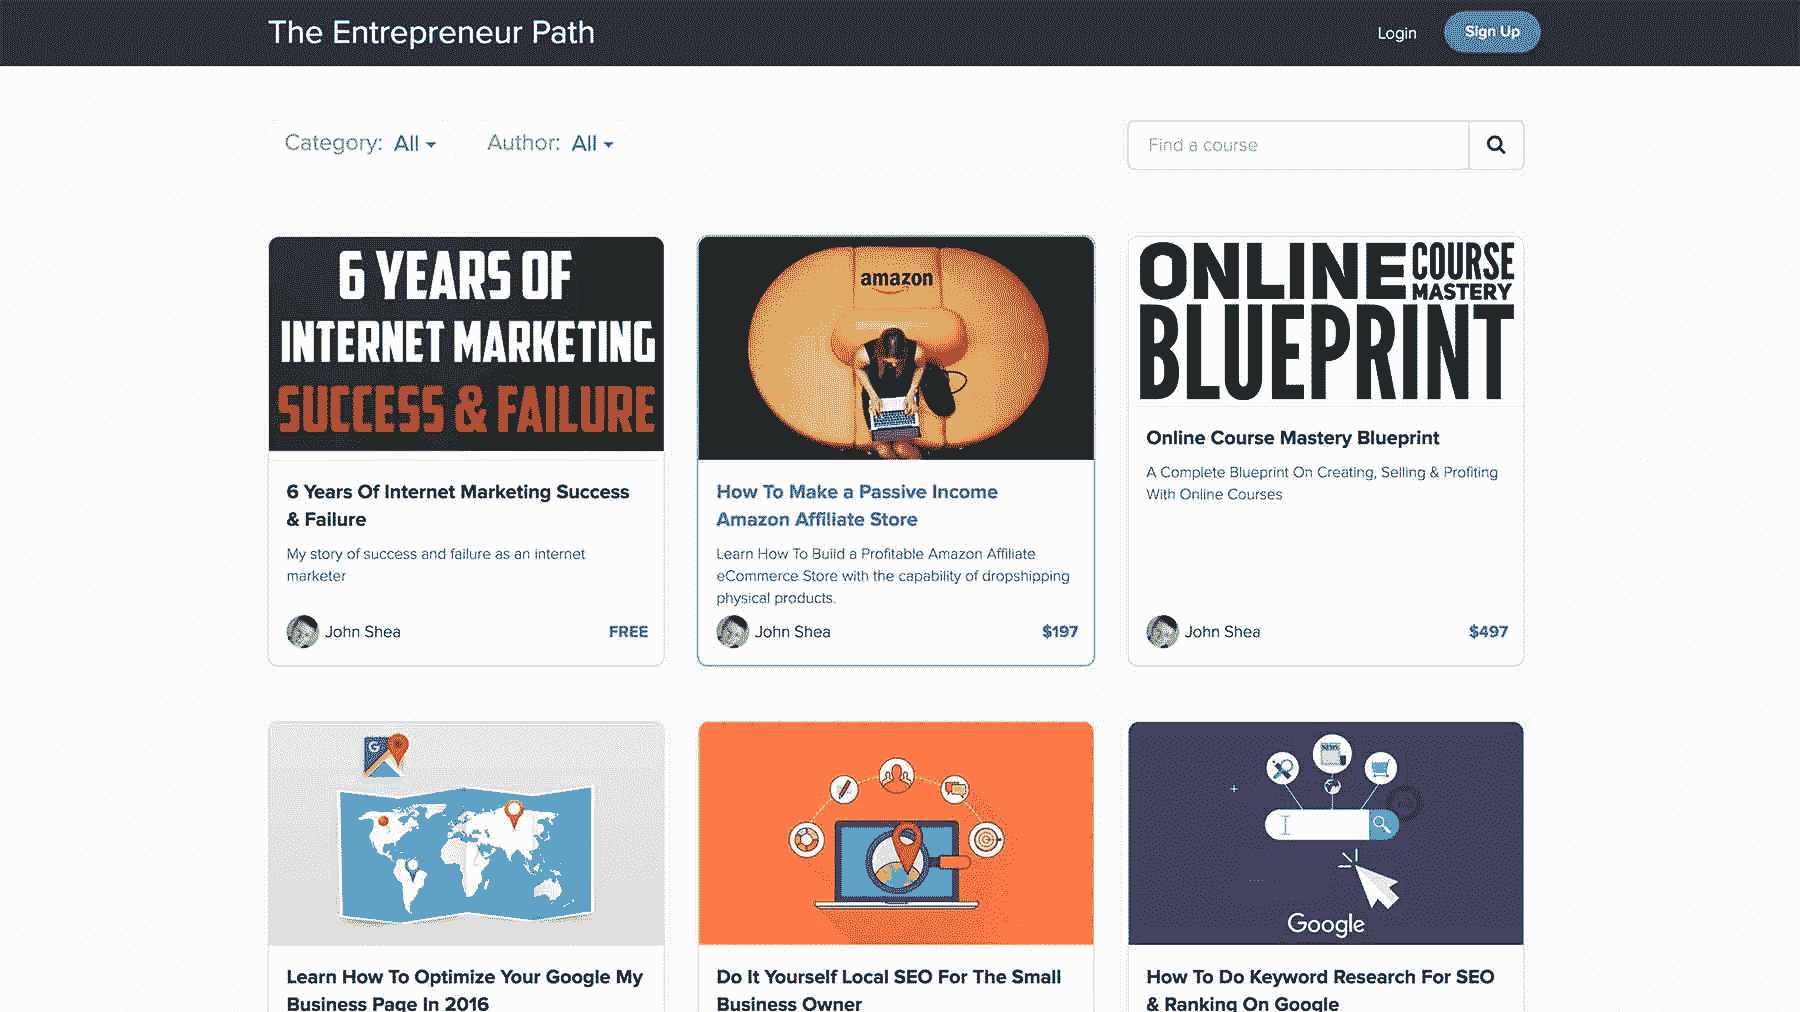 The Entrepreneur Path
Login
Sign Up
Category: All
Author: All
Find a course
6 YEARS OF
INTERNET MARKETING
SUCCESS & FAILURE
6 Years Of Internet Marketing Success
& Failure
My story of success and failure as an internet
marketer
John Shea
FREE
amazon
How To Make a Passive Income
Amazon Affiliate Store
Learn How To Build a Profitable Amazon Affiliate
eCommerce Store with the capability of dropshipping
physical products.
John Shea
$197
ONLINE COURSE MASTERY
BLUEPRINT
Online Course Mastery Blueprint
A Complete Blueprint On Creating, Selling & Profiting
With Online Courses
John Shea
$497
G
Learn How To Optimize Your Google My
Business Page In 2016
Do It Yourself Local SEO For The Small
Business Owner
Google
How To Do Keyword Research For SEO
& Ranking On Google